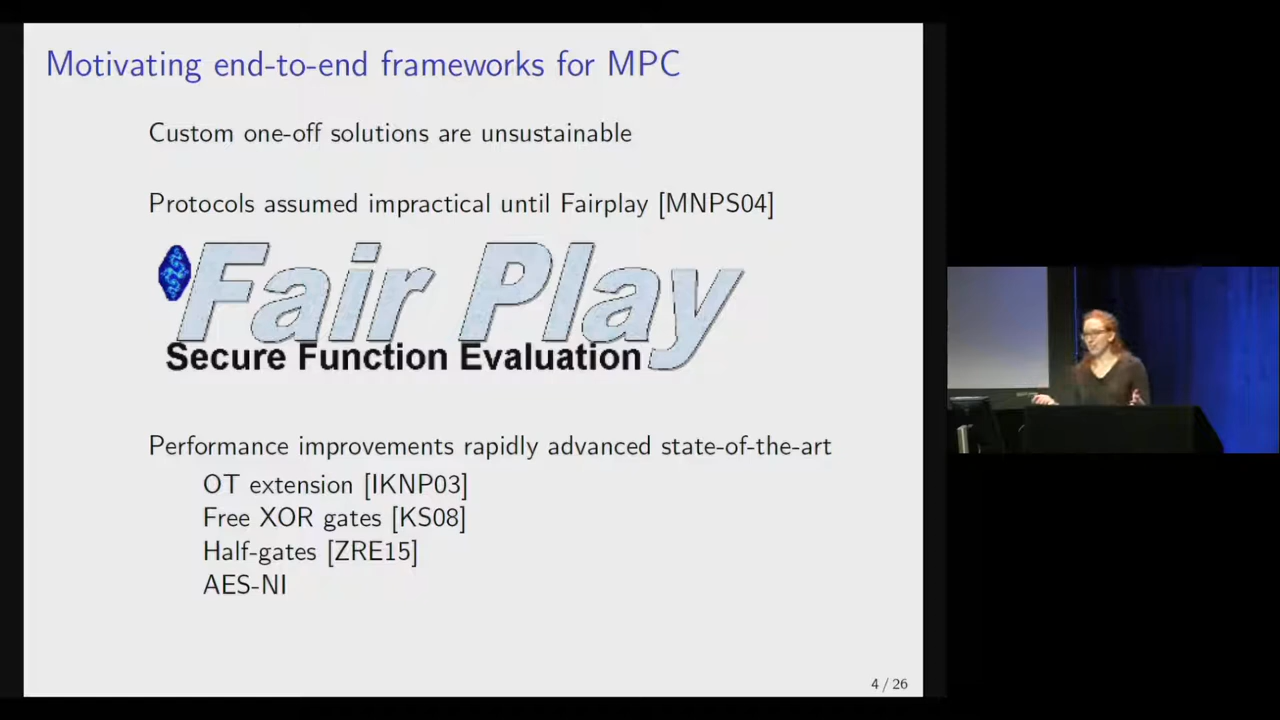 Motivating end-to-end frameworks for MPC
Custom one-off solutions are unsustainable
Protocols assumed impractical until Fairplay [MNPS04]
Fair Play
Secure Function Evaluation
Performance improvements rapidly advanced state-of-the-art
OT extension [IKNP03]
Free XOR gates [KS08]
Half-gates [ZRE15]
AES-NI
4 / 26